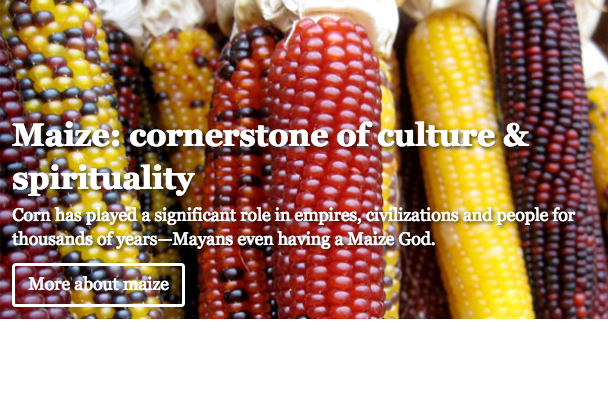 Maize: cornerstone of culture &
spirituality
Corn has played a significant role in empires, civilizations and people for
thousands of years—Mayans even having a Maize God.
More about maize